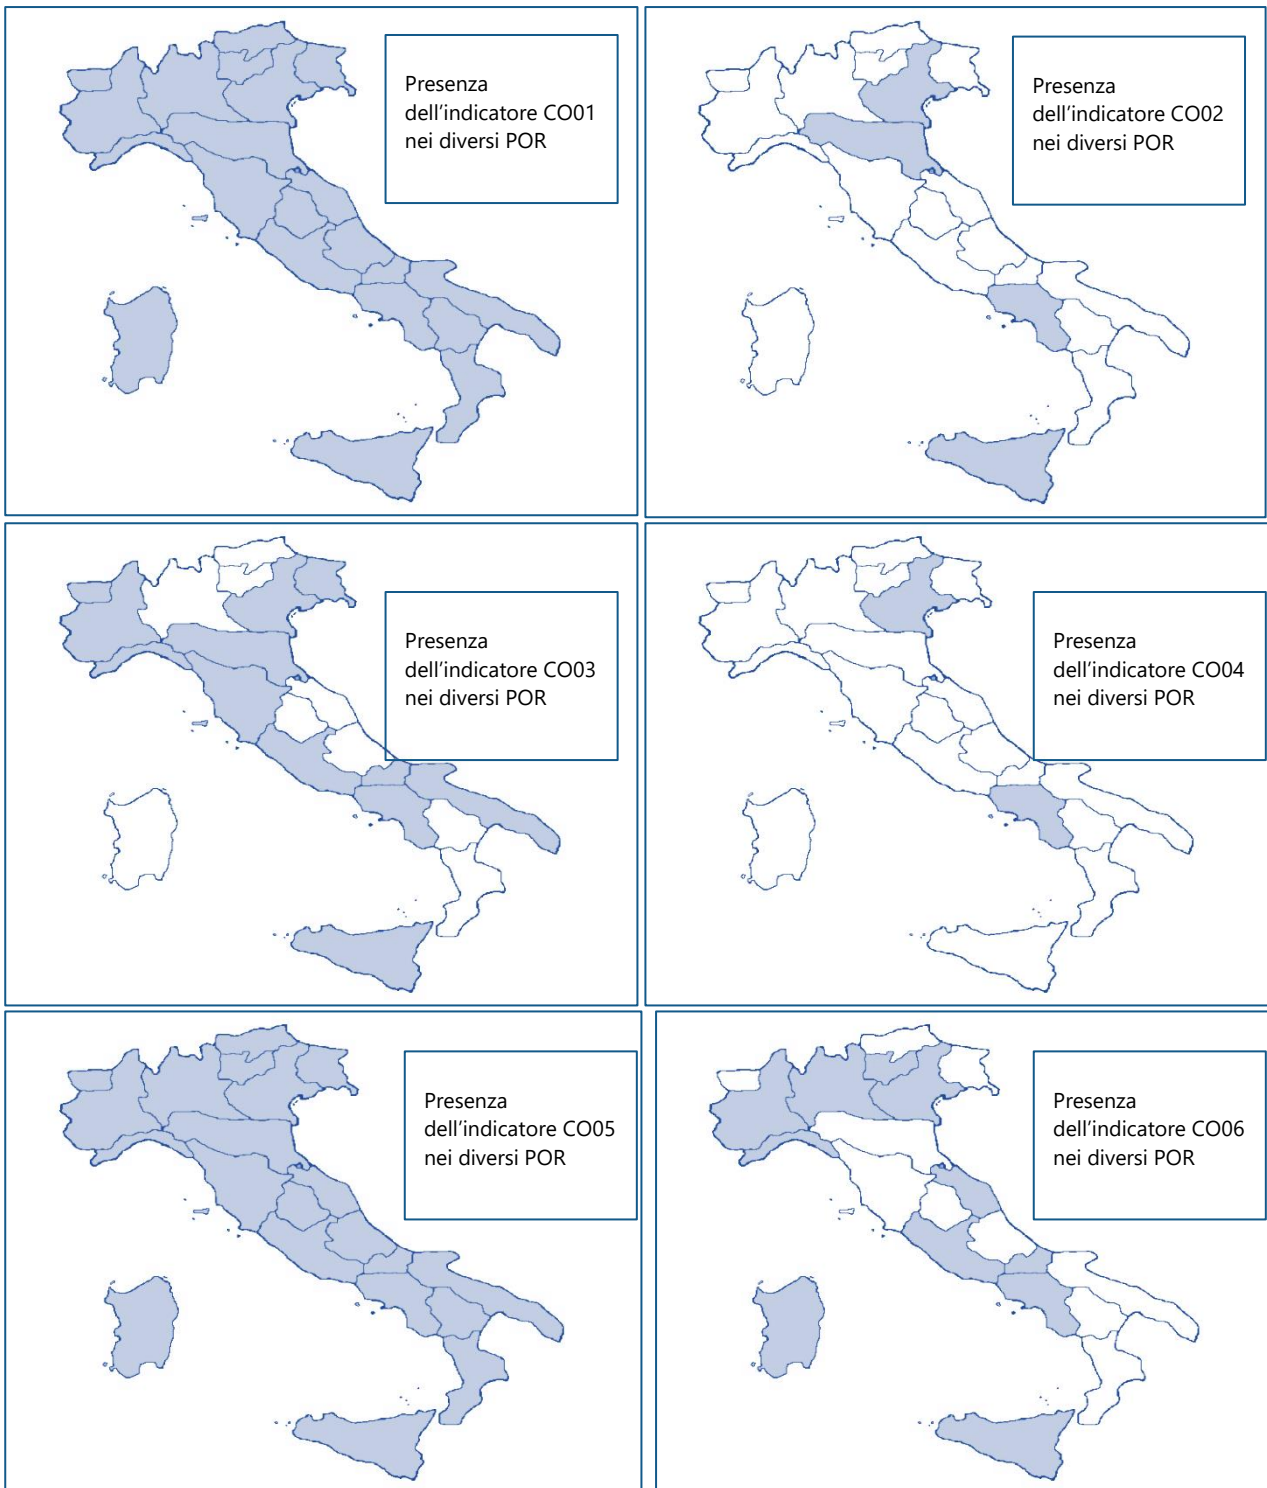 Presenza
dell'indicatore CO01
nei diversi POR
Presenza
dell'indicatore CO02
nei diversi POR
Presenza
dell'indicatore CO03
nei diversi POR
Presenza
dell'indicatore CO04
nei diversi POR
Presenza
dell'indicatore CO05
nei diversi POR
Presenza
dell'indicatore CO06
nei diversi POR